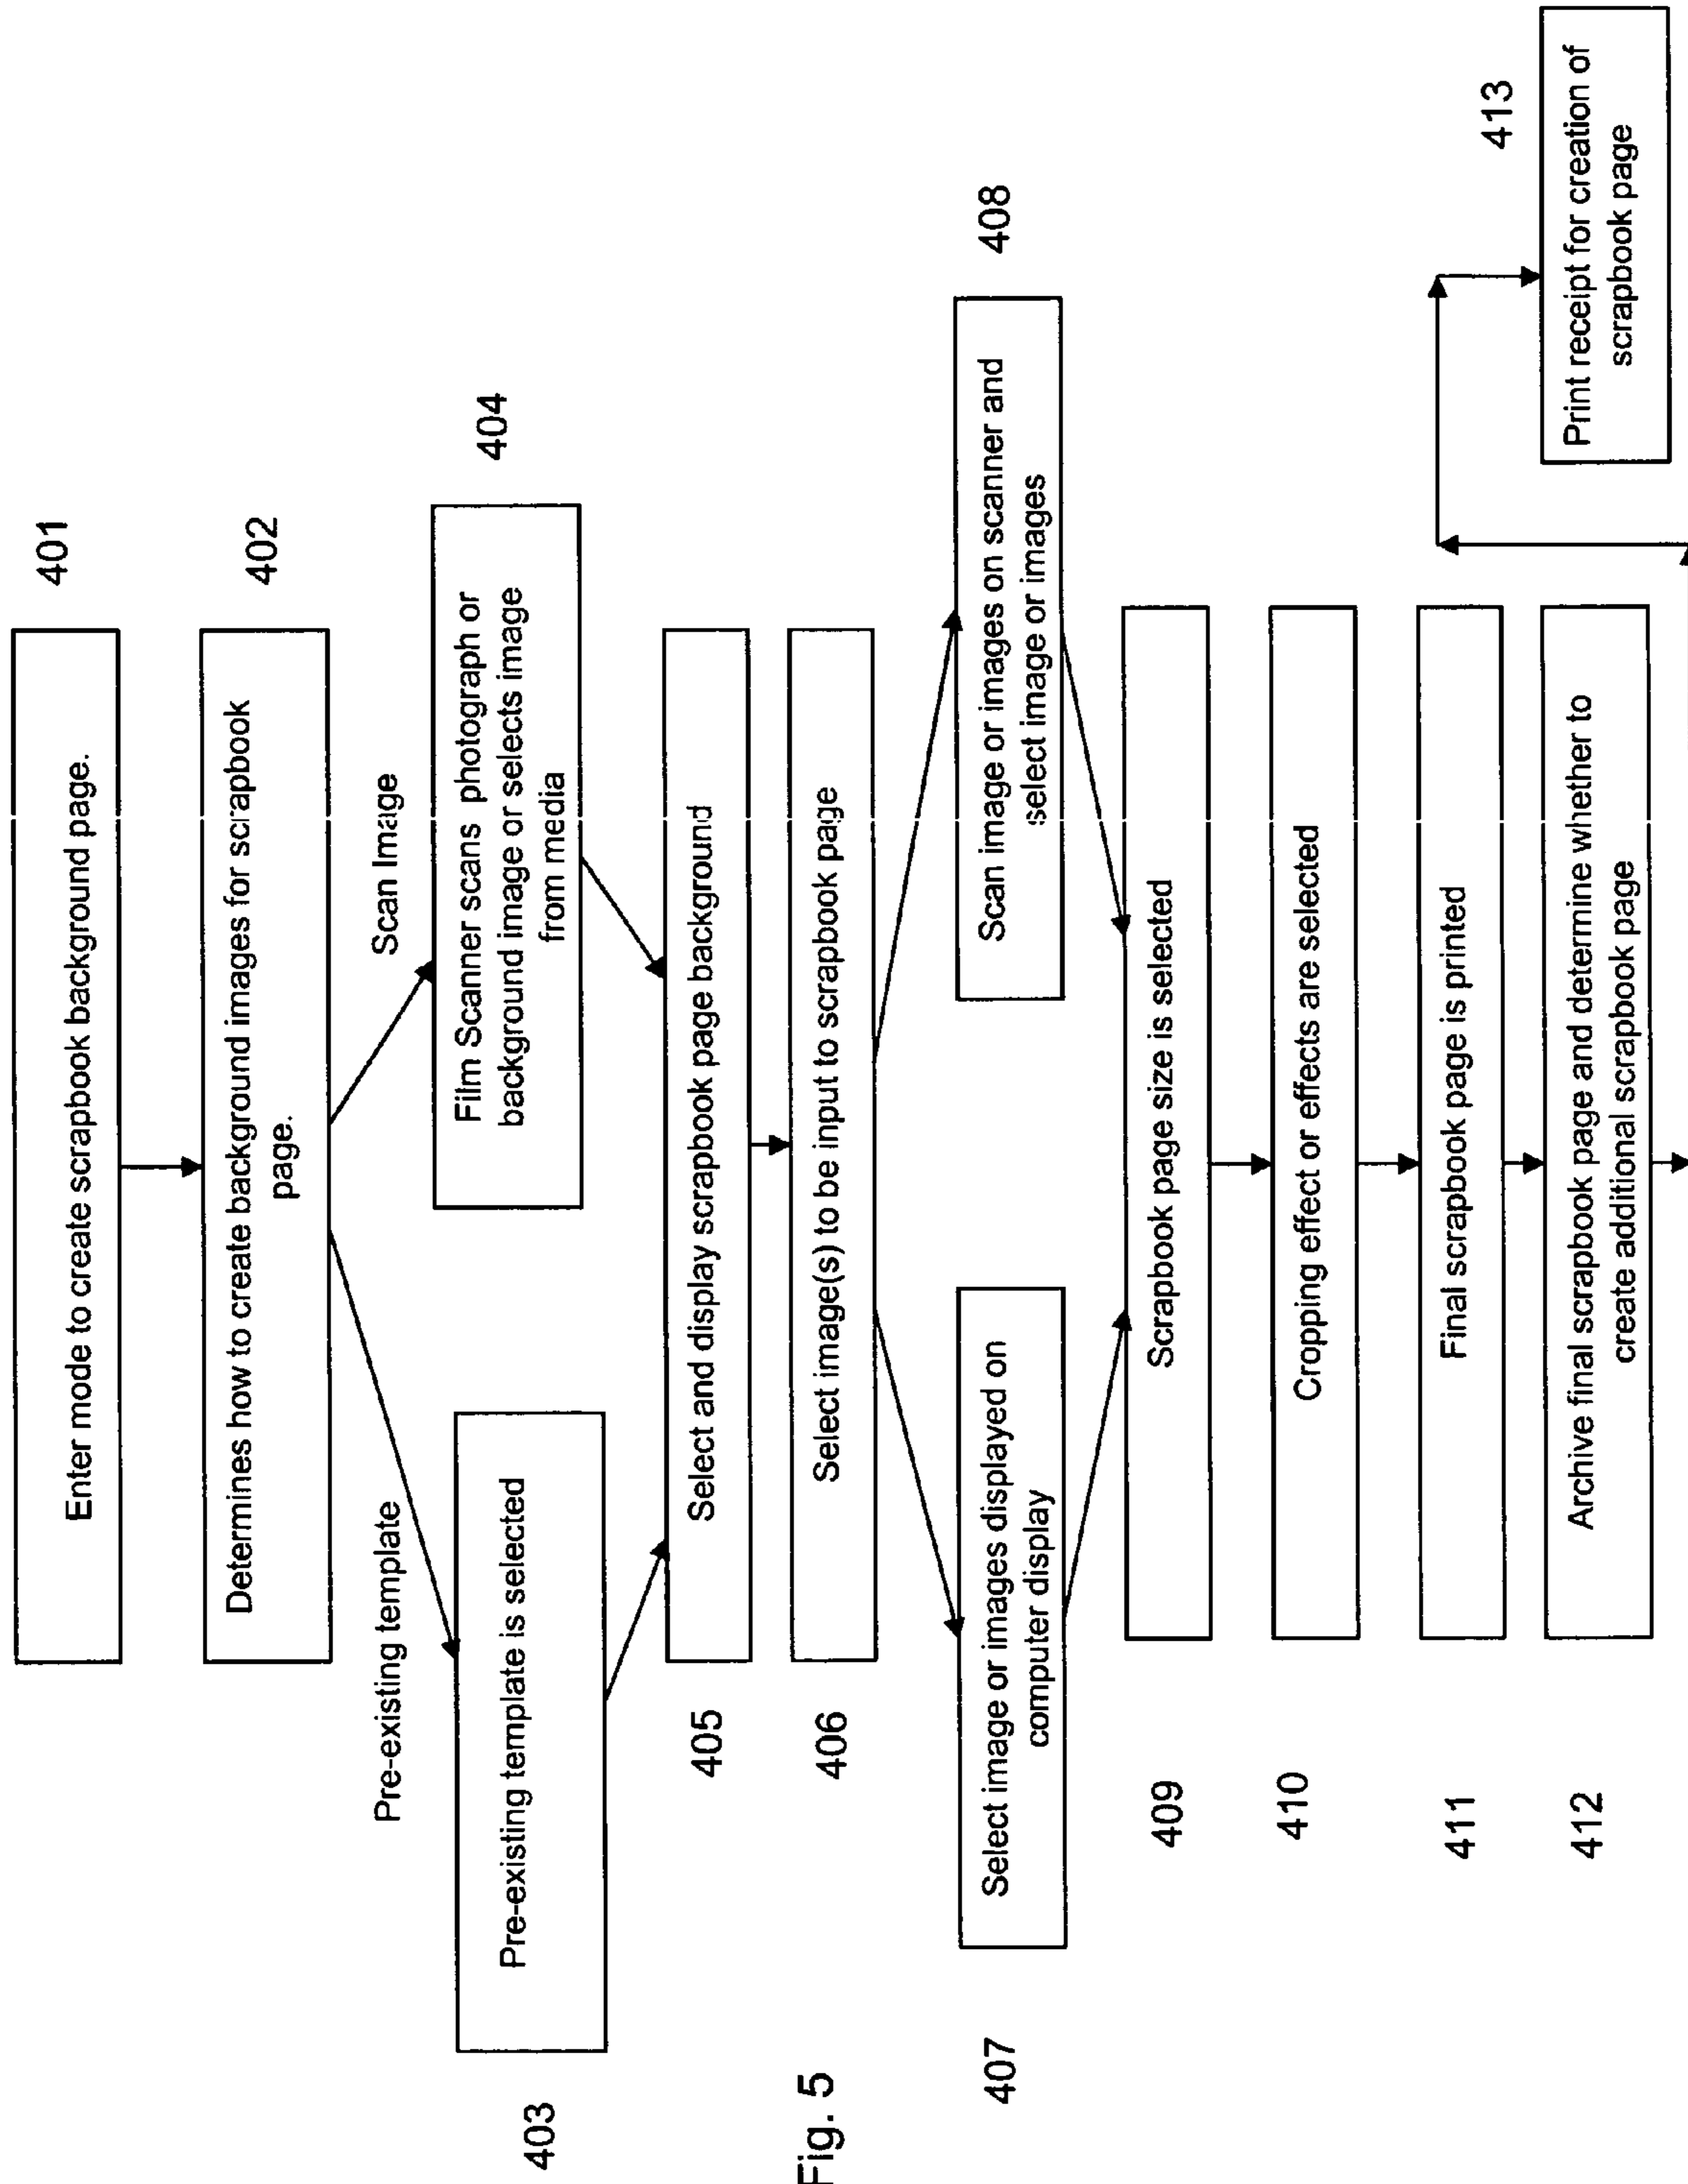 401
Enter mode to create scrapbook background page.
402
Determines how to create background images for scrapbook
page.
Pre-existing template
Scan Image
403
Pre-existing template is selected
404
Film Scanner scans photograph or
background image or selects image
from media
405
Select and display scrapbook page background
406
Select image(s) to be input to scrapbook page
Fig. 5
407
Select image or images displayed on
computer display
408
Scan image or images on scanner and
select image or images
409
Scrapbook page size is selected
410
Cropping effect or effects are selected
411
Final scrapbook page is printed
412
Archive final scrapbook page and determine whether to
create additional scrapbook page
413
Print receipt for creation of
scrapbook page